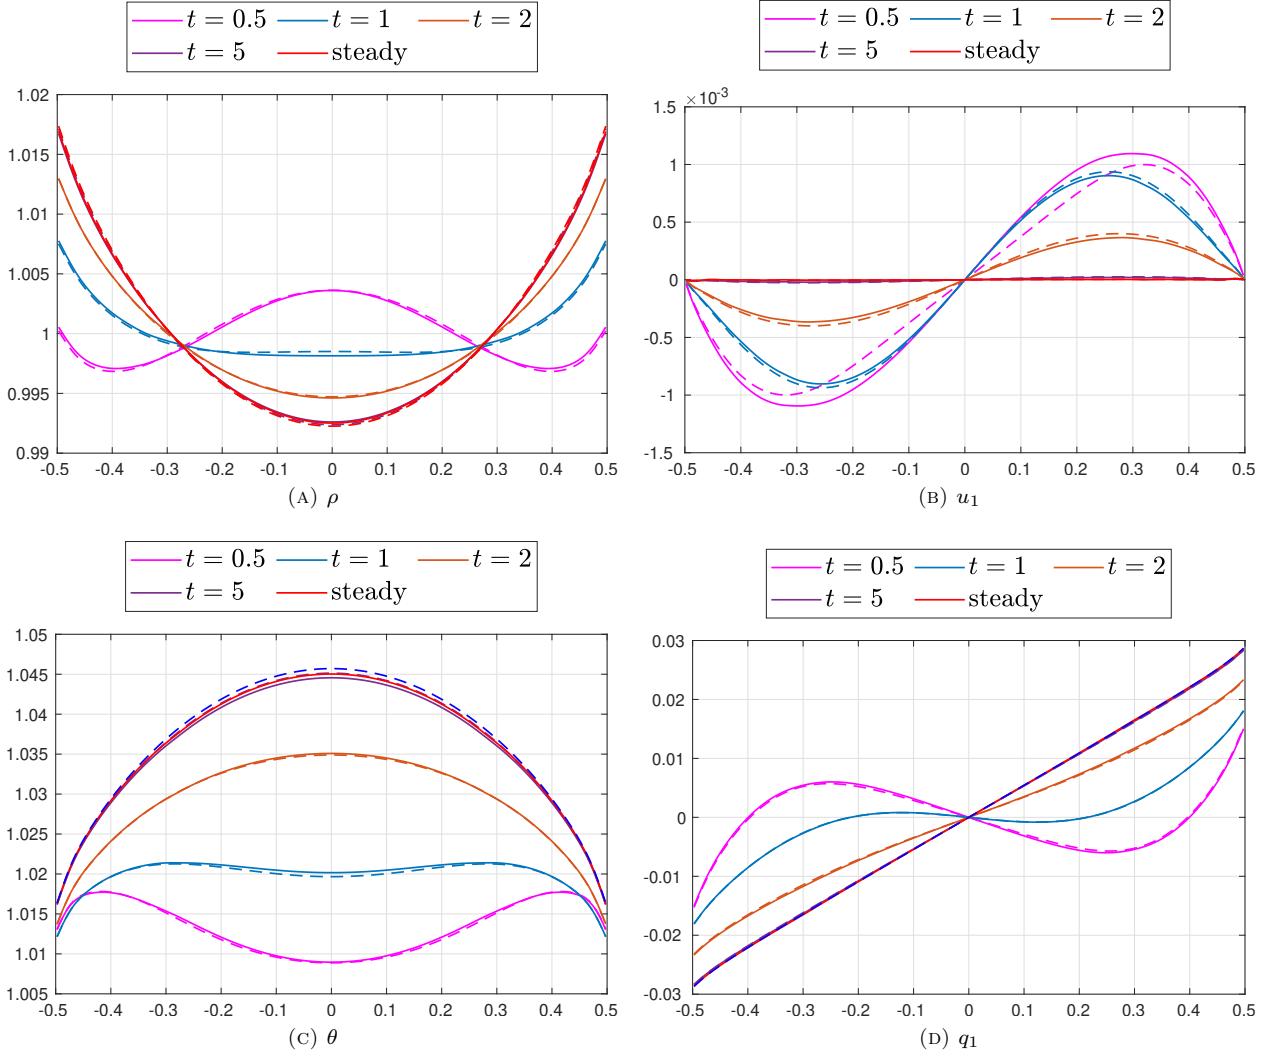 t = 0.5 t = 1 t = 2
t = 5 steady
1.02
1.015
1.01
1.005
1
0.995
0.99
-0.5 -0.4 -0.3 -0.2 -0.1 0 0.1 0.2 0.3 0.4 0.5
(A) ρ
t = 0.5 t = 1 t = 2
t = 5 steady
×10⁻³
1.5
1
0.5
0
-0.5
-1
-1.5
-0.5 -0.4 -0.3 -0.2 -0.1 0 0.1 0.2 0.3 0.4 0.5
(B) u₁
t = 0.5 t = 1 t = 2
t = 5 steady
1.05
1.045
1.04
1.035
1.03
1.025
1.02
1.015
1.01
1.005
-0.5 -0.4 -0.3 -0.2 -0.1 0 0.1 0.2 0.3 0.4 0.5
(C) θ
t = 0.5 t = 1 t = 2
t = 5 steady
0.03
0.02
0.01
0
-0.01
-0.02
-0.03
-0.5 -0.4 -0.3 -0.2 -0.1 0 0.1 0.2 0.3 0.4 0.5
(D) q₁